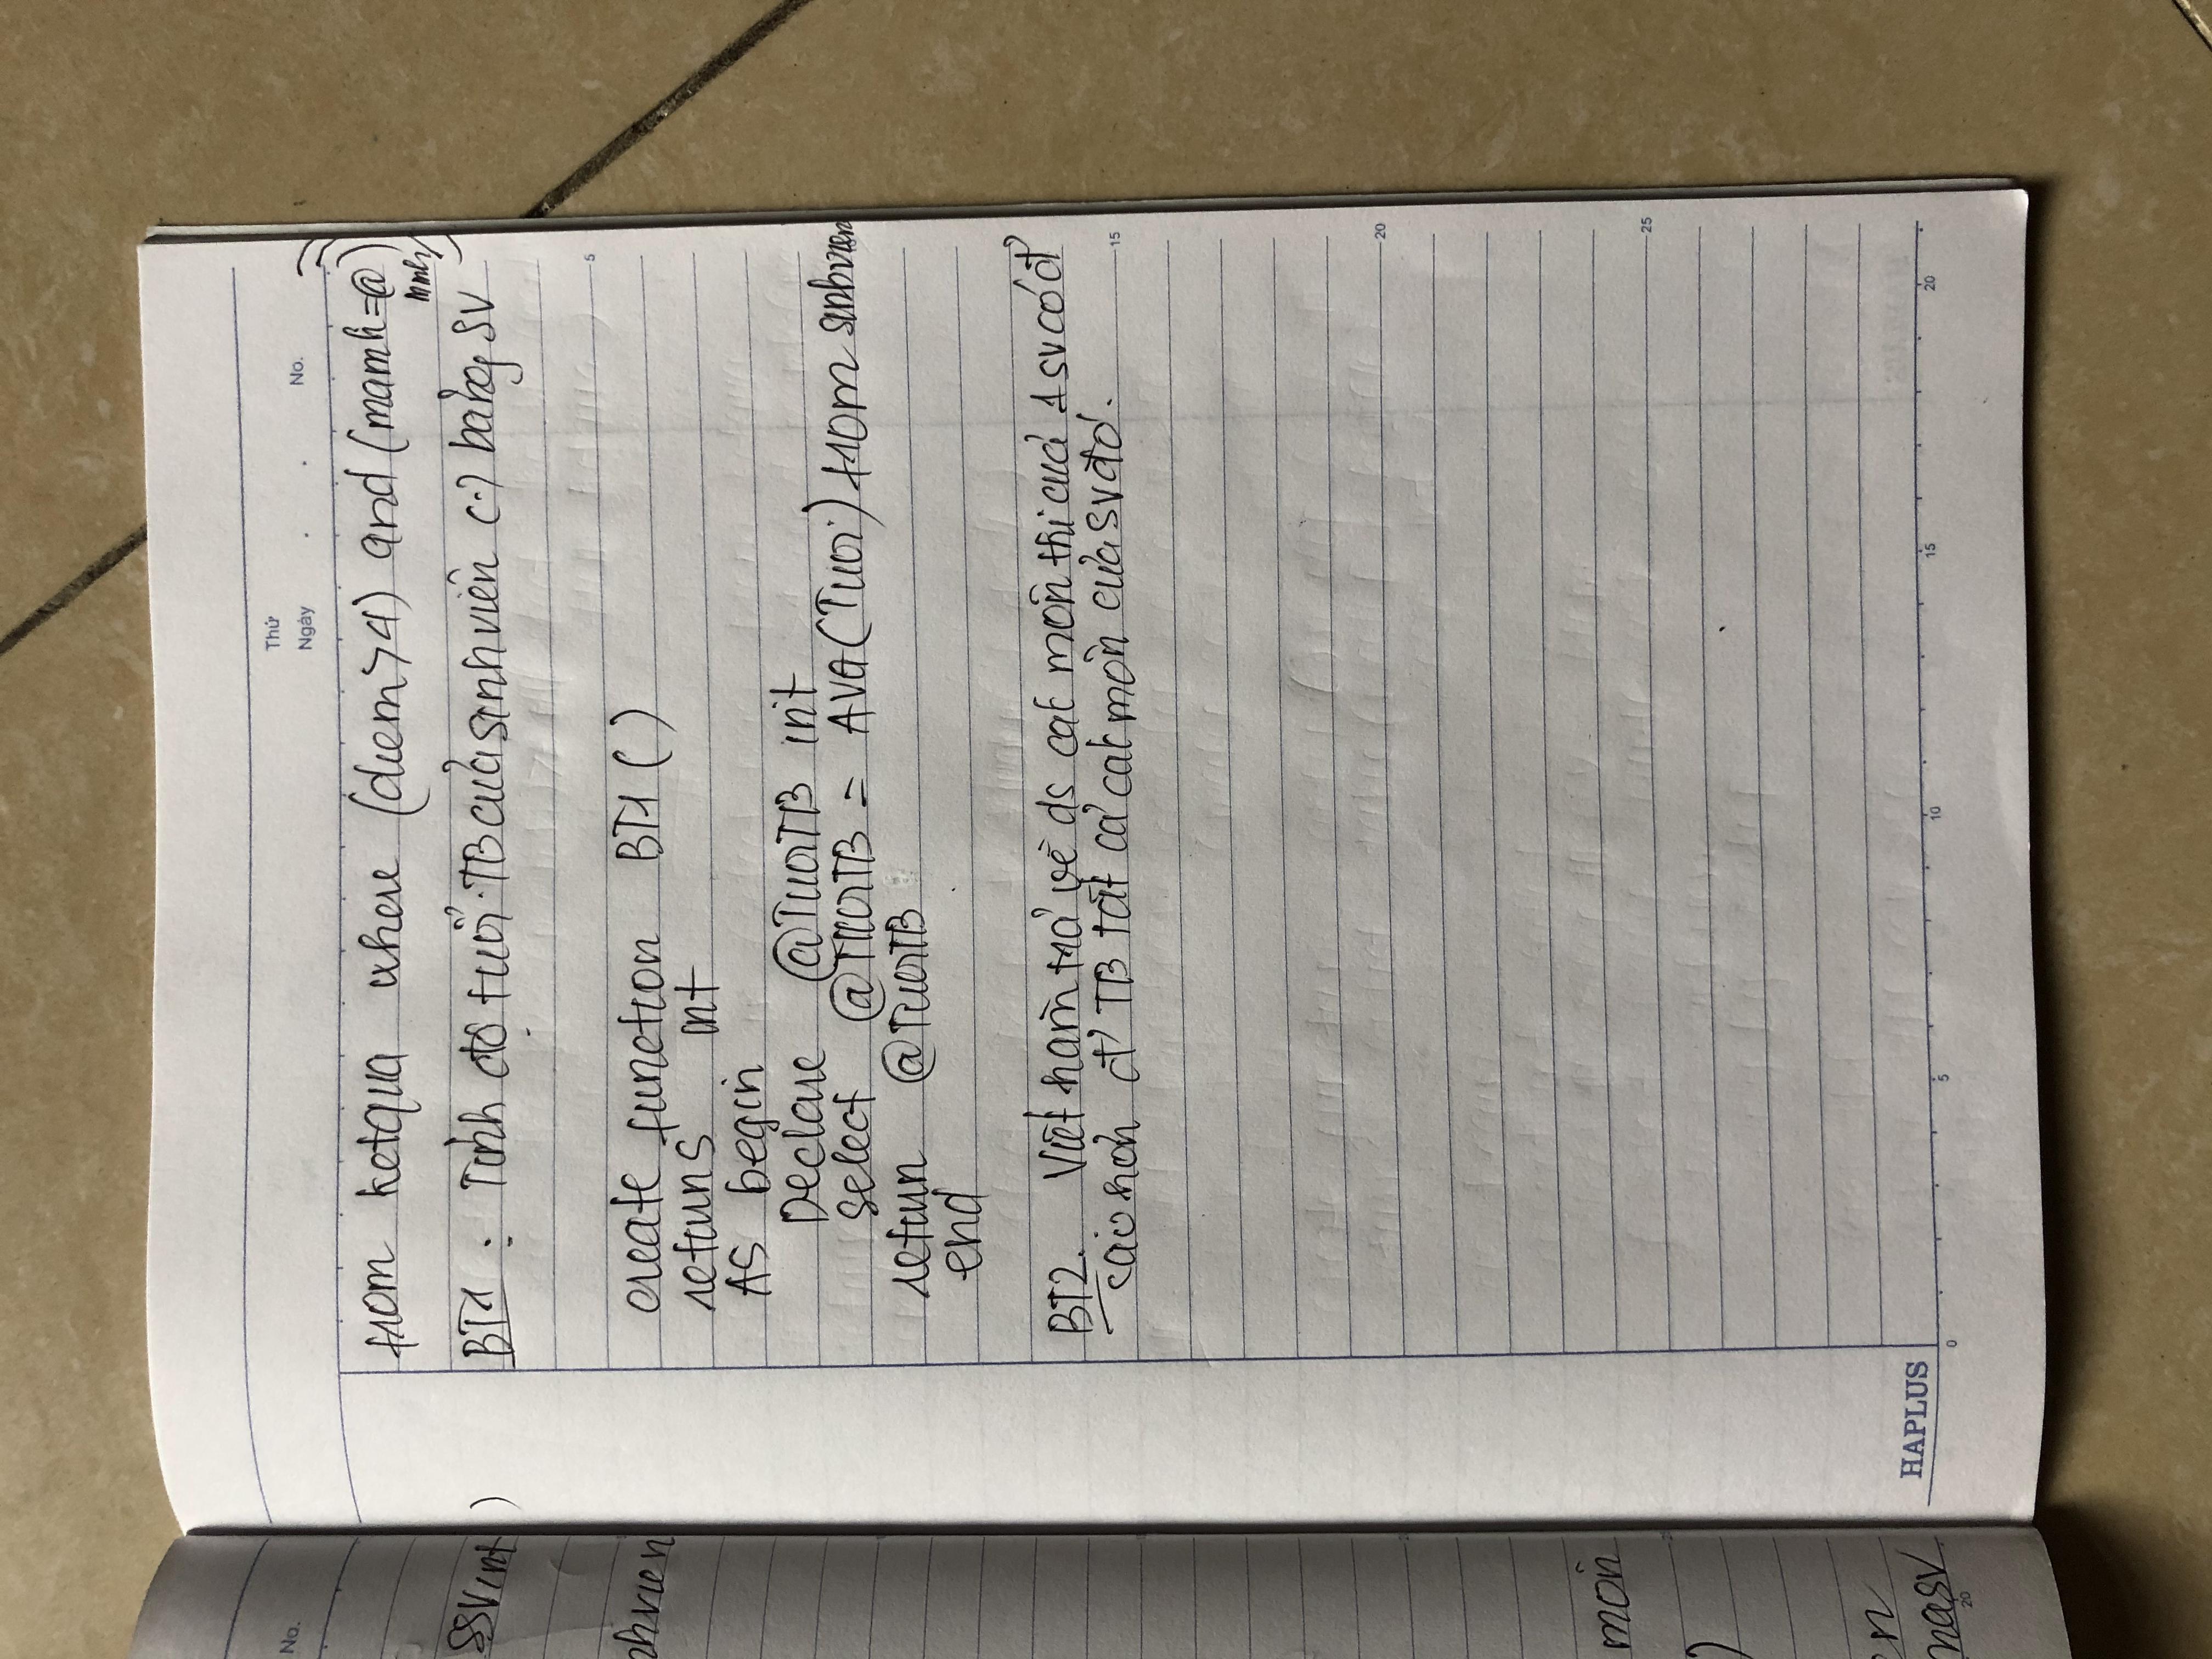 No.
SSVint )
nhvien
món
)
en
masv
20
Thứ
Ngày . . No.
from ketqua where (diem>4) and (mamh=@
mmh)
BT1 : Tính độ tuổi TB của sinh viên (.) bảng SV
5
create function BT1 ( )
returns int
AS begin
Declare @TuoiTB int
select @TuoiTB = AVG(Tuoi) from sinhvien
return @TuoiTB
end
BT2. Viết hàm trả về ds các môn thi của 1 sv có đ'
cao hơn đ' TB tất cả các môn của SV đó.
15
20
25
HAPLUS
0 5 10 15 20